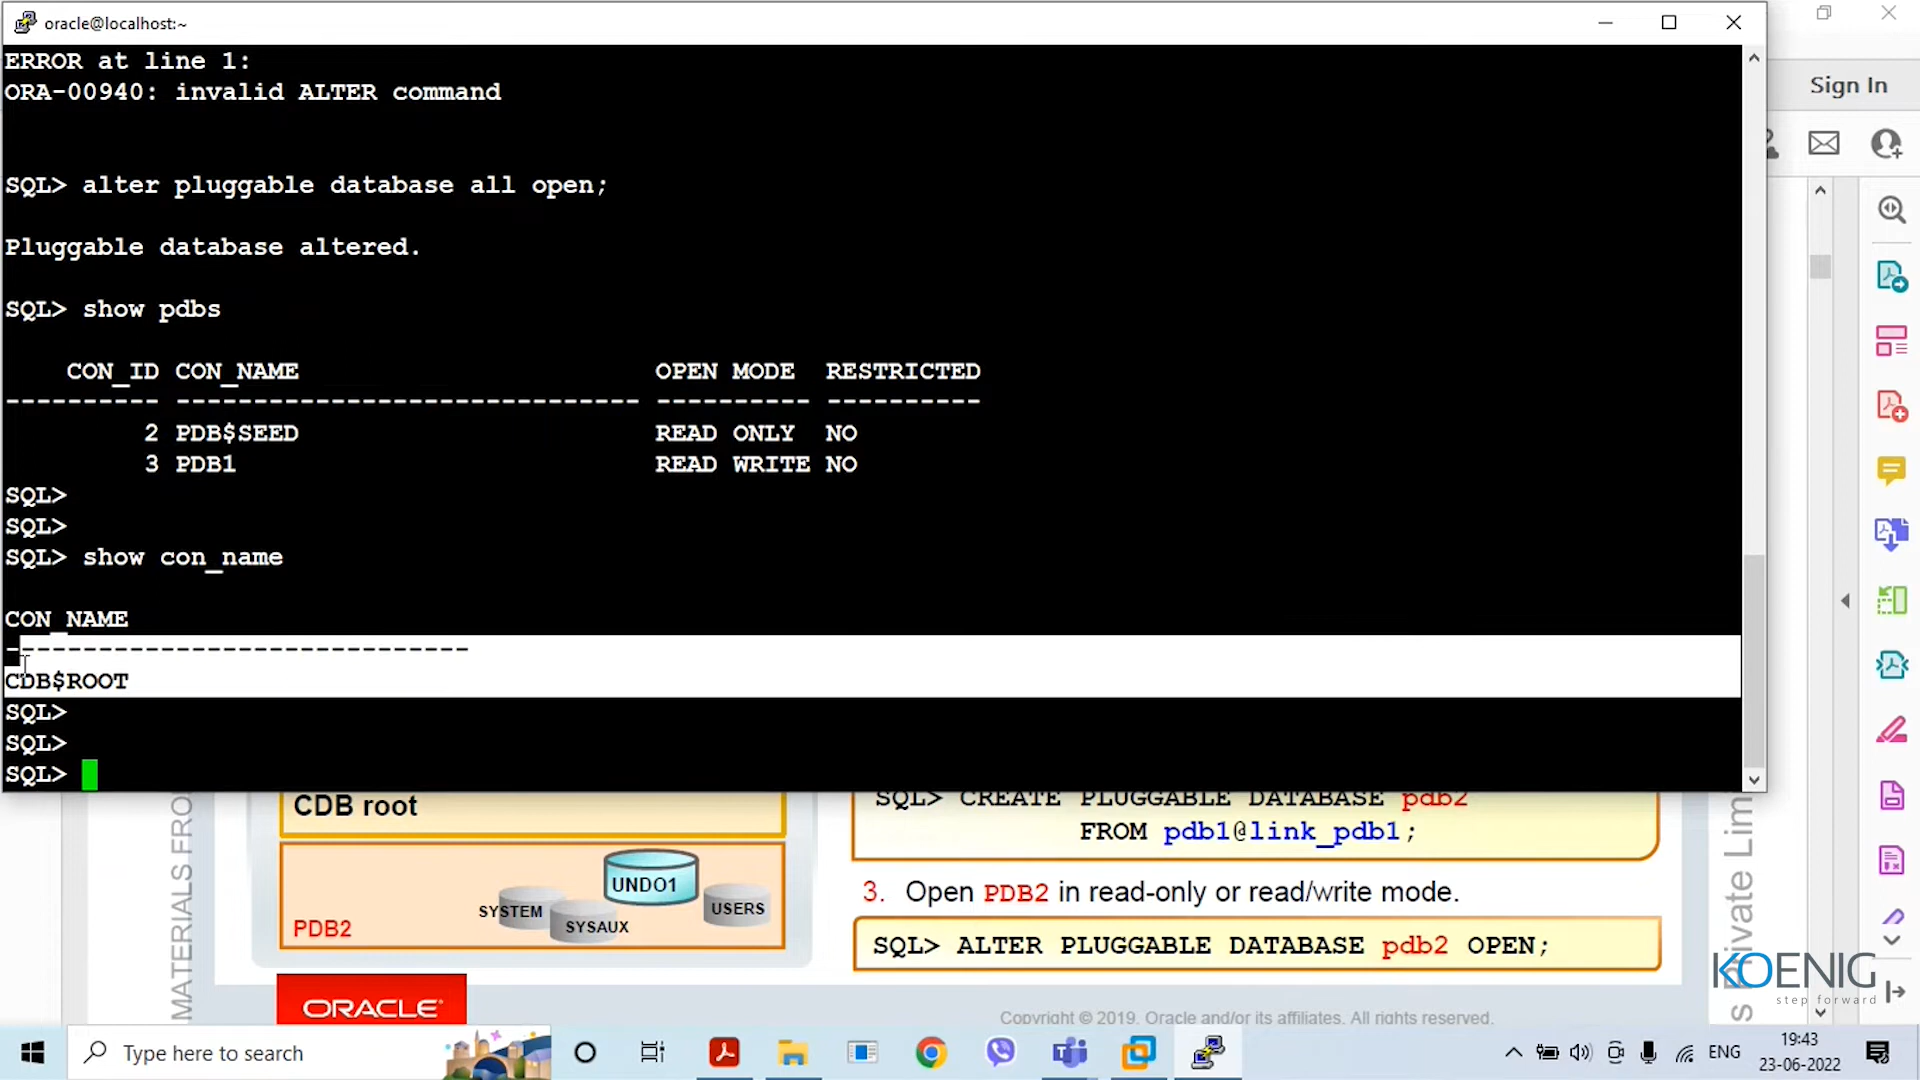 oracle@localhost:~
ERROR at line 1:
ORA-00940: invalid ALTER command
SQL> alter pluggable database all open;
Pluggable database altered.
SQL> show pdbs
CON_ID CON_NAME OPEN MODE RESTRICTED
---------- ------------------------------ ---------- ----------
2 PDB$SEED READ ONLY NO
3 PDB1 READ WRITE NO
SQL>
SQL>
SQL> show con_name
CON_NAME
------------------------------
CDB$ROOT
SQL>
SQL>
SQL>
Sign In
CDB root
SYSTEM
SYSAUX
UNDO1
USERS
PDB2
SQL> CREATE PLUGGABLE DATABASE pdb2
FROM pdb1@link_pdb1;
3. Open PDB2 in read-only or read/write mode.
SQL> ALTER PLUGGABLE DATABASE pdb2 OPEN;
ORACLE
Copyright © 2019, Oracle and/or its affiliates. All rights reserved.
MATERIALS FRO
s Private Lim
KOENIG
step forward
Type here to search
ENG
19:43
23-06-2022